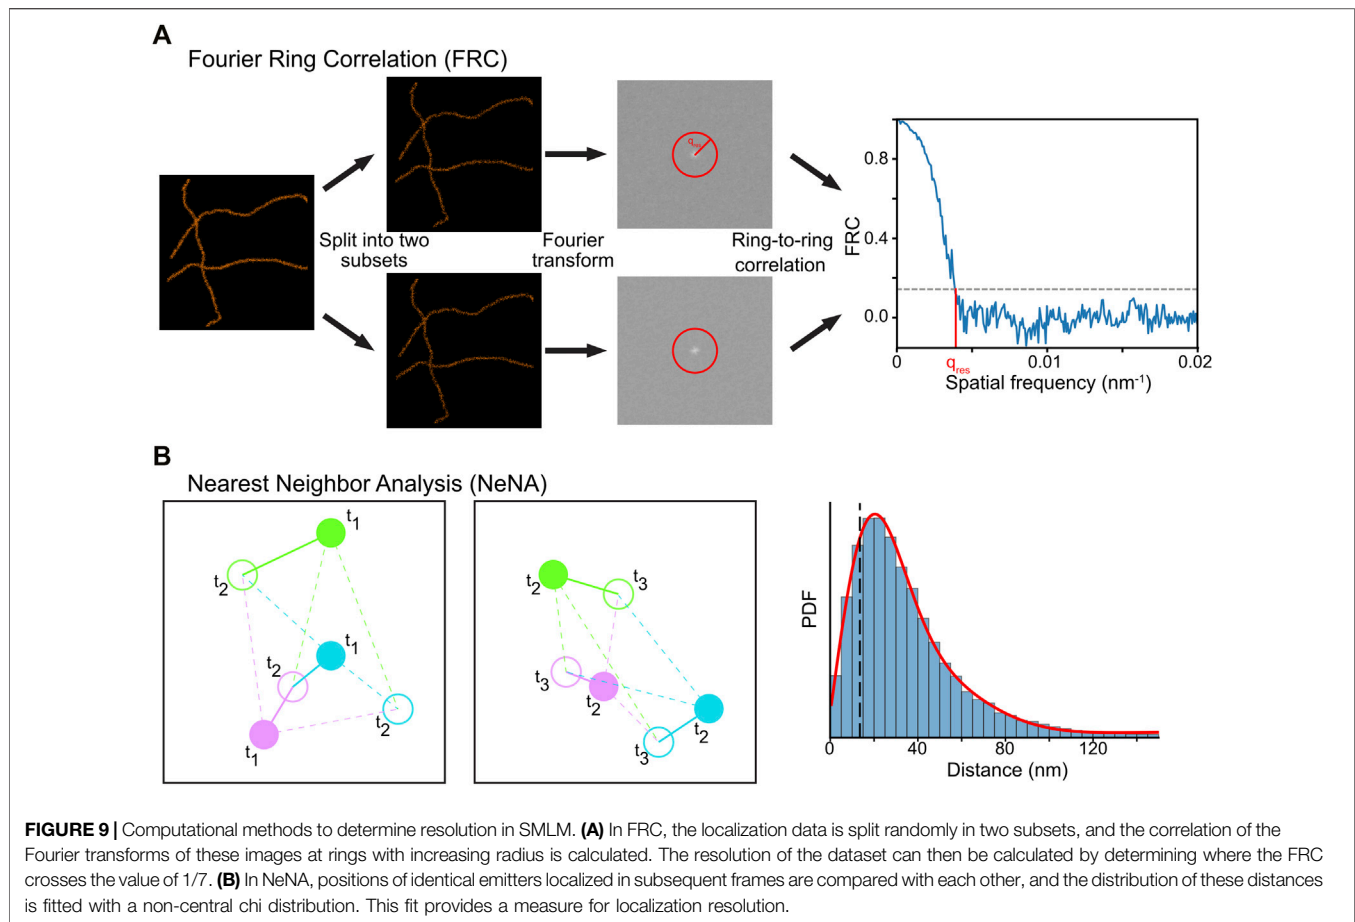 A
Fourier Ring Correlation (FRC)
Split into two
subsets
Fourier
transform
qres
Ring-to-ring
correlation
FRC
0.8
0.4
0.0
0
0.01
0.02
qres
Spatial frequency (nm-1)
B
Nearest Neighbor Analysis (NeNA)
t1
t2
t1
t2
t2
t1
t2
t3
t3
t2
t2
t3
PDF
0
40
80
120
Distance (nm)
FIGURE 9 | Computational methods to determine resolution in SMLM. (A) In FRC, the localization data is split randomly in two subsets, and the correlation of the
Fourier transforms of these images at rings with increasing radius is calculated. The resolution of the dataset can then be calculated by determining where the FRC
crosses the value of 1/7. (B) In NeNA, positions of identical emitters localized in subsequent frames are compared with each other, and the distribution of these distances
is fitted with a non-central chi distribution. This fit provides a measure for localization resolution.